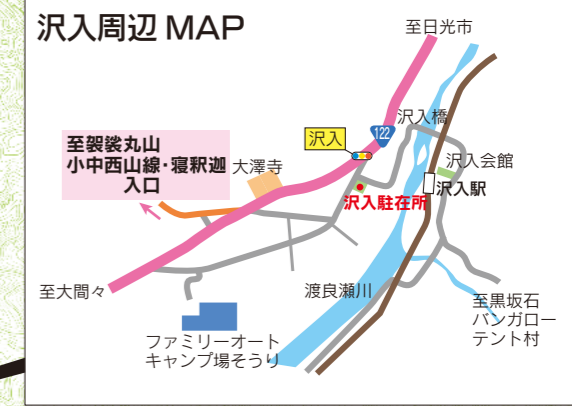 沢入周辺 MAP
至日光市
122
沢入橋
沢入
至袈裟丸山
小中西山線・寝釈迦
入口
大澤寺
沢入会館
沢入駅
沢入駐在所
至大間々
渡良瀬川
至黒坂石
バンガロー
テント村
ファミリーオート
キャンプ場そうり